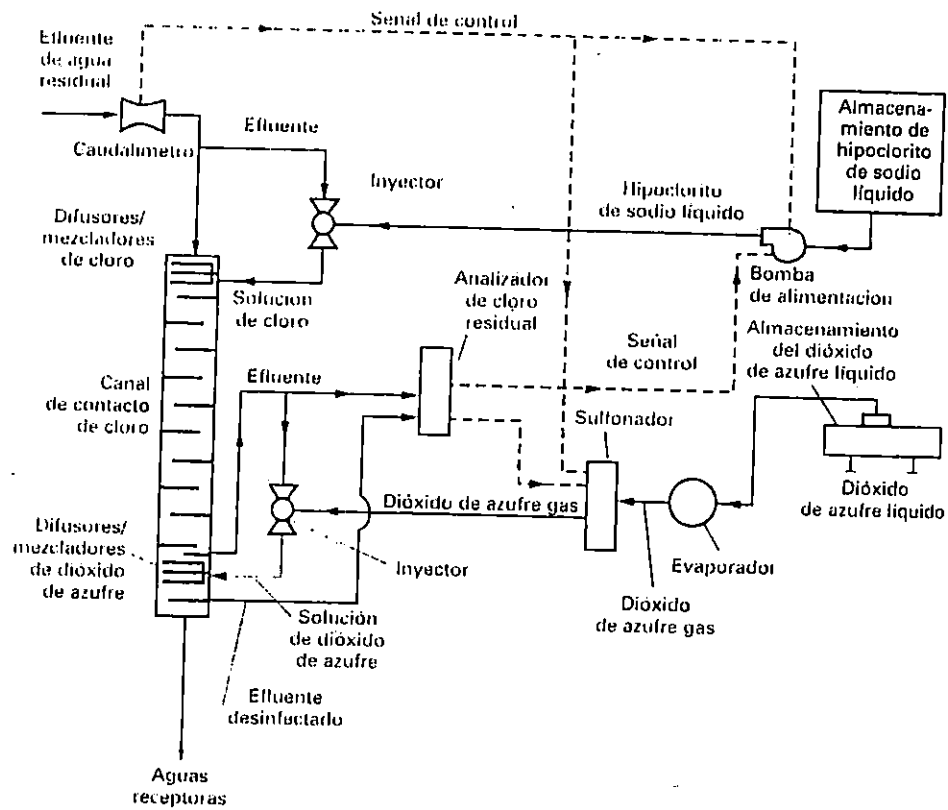 Senal de control
Efluente
de agua
residual
Caudalimetro
Efluente
Inyector
Almacena-
miento de
hipoclorito
de sodio
líquido
Hipoclorito
de sodio líquido
Difusores/
mezcladores
de cloro
Solucion
de cloro
Analizador
de cloro
residual
Bomba
de alimentacion
Señal
de control
Almacenamiento
del dióxido
de azufre líquido
Canal
de contacto
de cloro
Efluente
Sulfonador
Dióxido de azufre gas
Dióxido
de azufre líquido
Difusores/
mezcladores
de dióxido
de azufre
Inyector
Evaporador
Solución
de dióxido
de azufre
Dióxido
de azufre gas
Efluente
desinfectado
Aguas
receptoras